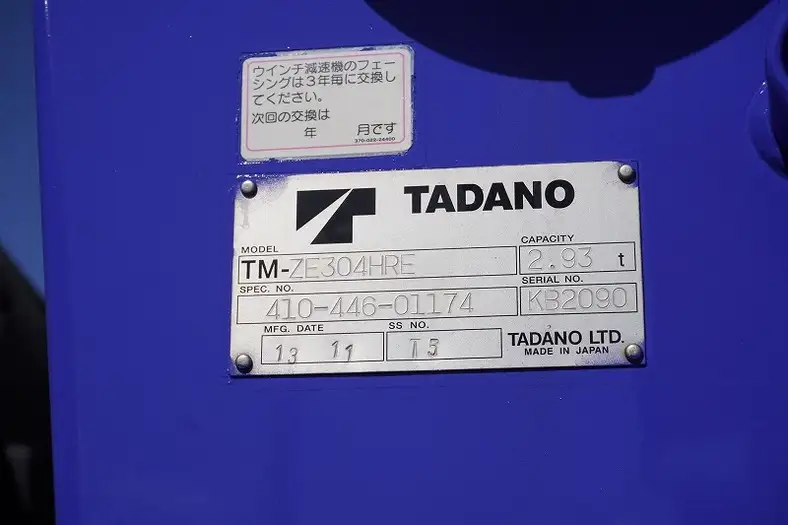 ウインチ減速機のフェー
シングは3年毎に交換し
てください。
次回の交換は
年 月です
370-022-24400
TADANO
MODEL
TM-ZE304HRE
CAPACITY
2.93 t
SPEC. NO.
410-446-01174
SERIAL NO.
KB2090
MFG. DATE
13 11
SS NO.
T5
TADANO LTD.
MADE IN JAPAN